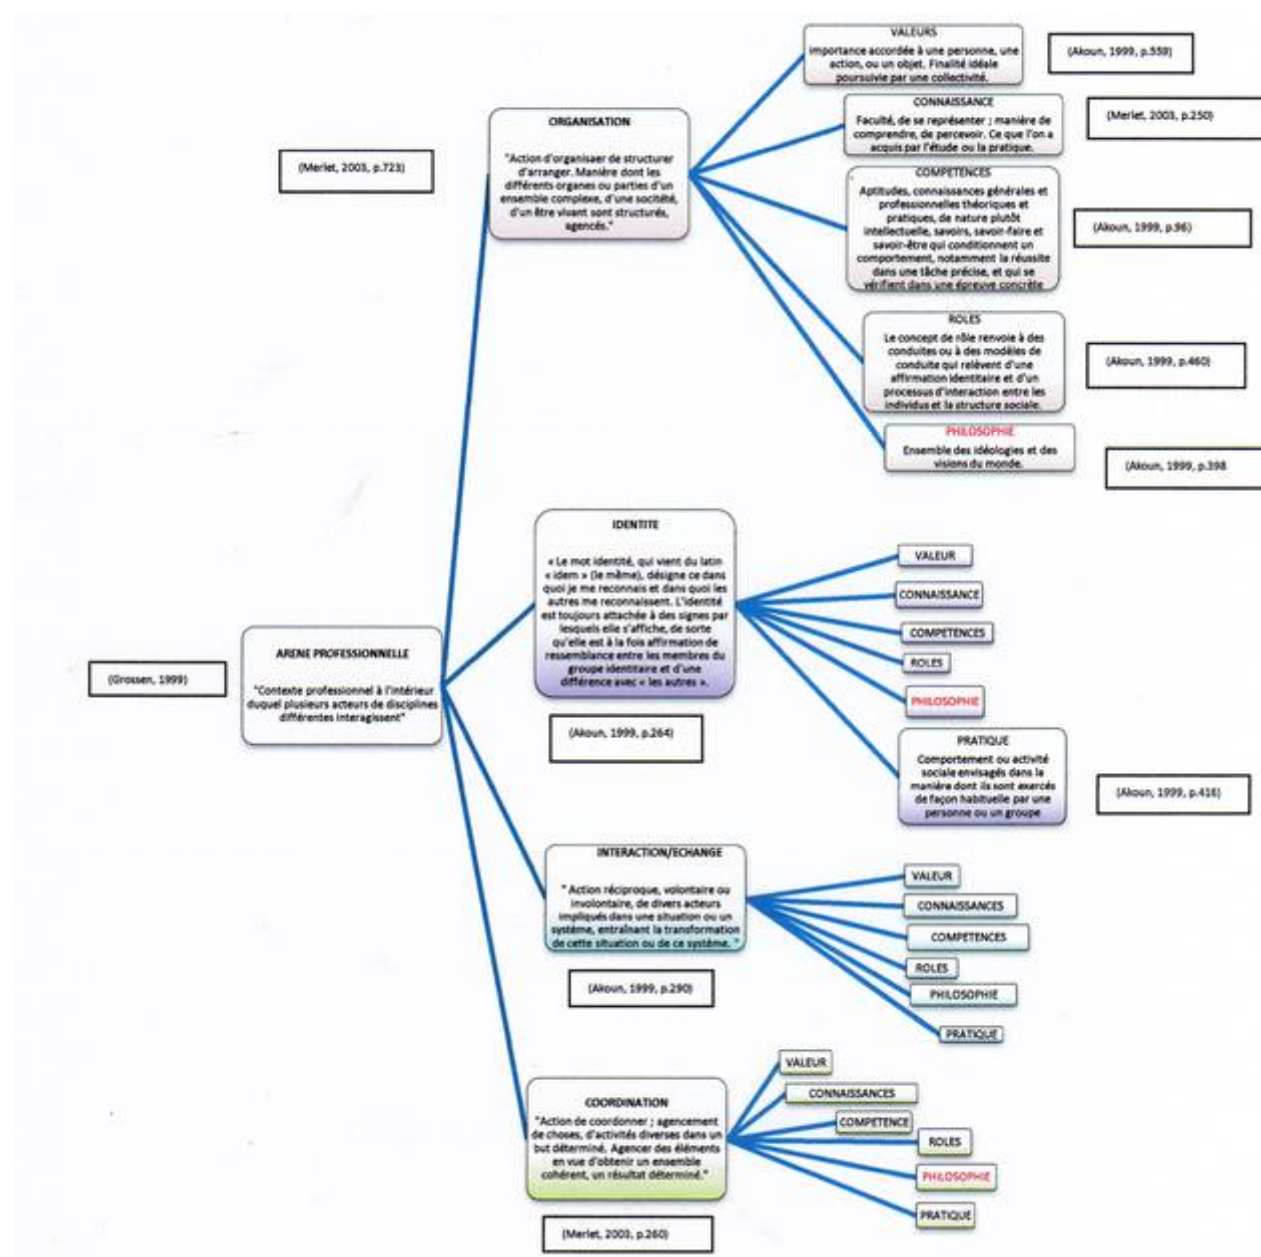 VALEURS
importance accordée à une personne, une
action, ou un objet. Finalité idéale
poursuivie par une collectivité.
(Akoun, 1999, p.559)
CONNAISSANCE
Faculté, de se représenter ; manière de
comprendre, de percevoir. Ce que l'on a
acquis par l'étude ou la pratique.
(Merlet, 2003, p.250)
ORGANISATION
"Action d'organisaer de structurer
d'arranger. Manière dont les
différents organes ou parties d'un
ensemble complexe, d'une socitété,
d'un être vivant sont structurés,
agencés."
(Merlet, 2003, p.723)
COMPETENCES
Aptitudes, connaissances générales et
professionnelles théoriques et
pratiques, de nature plutôt
intellectuelle, savoirs, savoir-faire et
savoir-être qui conditionnent un
comportement, notamment la réussite
dans une tâche précise, et qui se
vérifient dans une épreuve concrète
(Akoun, 1999, p.96)
ROLES
Le concept de rôle renvoie à des
conduites ou à des modèles de
conduite qui relèvent d'une
affirmation identitaire et d'un
processus d'interaction entre les
individus et la structure sociale.
(Akoun, 1999, p.460)
PHILOSOPHIE
Ensemble des idéologies et des
visions du monde.
(Akoun, 1999, p.398
IDENTITE
« Le mot identité, qui vient du latin
« idem » (le même), désigne ce dans
quoi je me reconnais et dans quoi les
autres me reconnaissent. L'identité
est toujours attachée à des signes par
lesquels elle s'affiche, de sorte
qu'elle est à la fois affirmation de
ressemblance entre les membres du
groupe identitaire et d'une
différence avec « les autres ».
(Akoun, 1999, p.264)
VALEUR
CONNAISSANCE
COMPETENCES
ROLES
PHILOSOPHIE
PRATIQUE
Comportement ou activité
sociale envisagés dans la
manière dont ils sont exercés
de façon habituelle par une
personne ou un groupe
(Akoun, 1999, p.416)
ARENE PROFESSIONNELLE
"Contexte professionnel à l'intérieur
duquel plusieurs acteurs de disciplines
différentes interagissent"
(Grossen, 1999)
INTERACTION/ECHANGE
" Action réciproque, volontaire ou
involontaire, de divers acteurs
impliqués dans une situation ou un
système, entraînant la transformation
de cette situation ou de ce système. "
(Akoun, 1999, p.290)
VALEUR
CONNAISSANCES
COMPETENCES
ROLES
PHILOSOPHIE
PRATIQUE
COORDINATION
"Action de coordonner ; agencement
de choses, d'activités diverses dans un
but déterminé. Agencer des éléments
en vue d'obtenir un ensemble
cohérent, un résultat déterminé."
(Merlet, 2003, p.260)
VALEUR
CONNAISSANCES
COMPETENCE
ROLES
PHILOSOPHIE
PRATIQUE